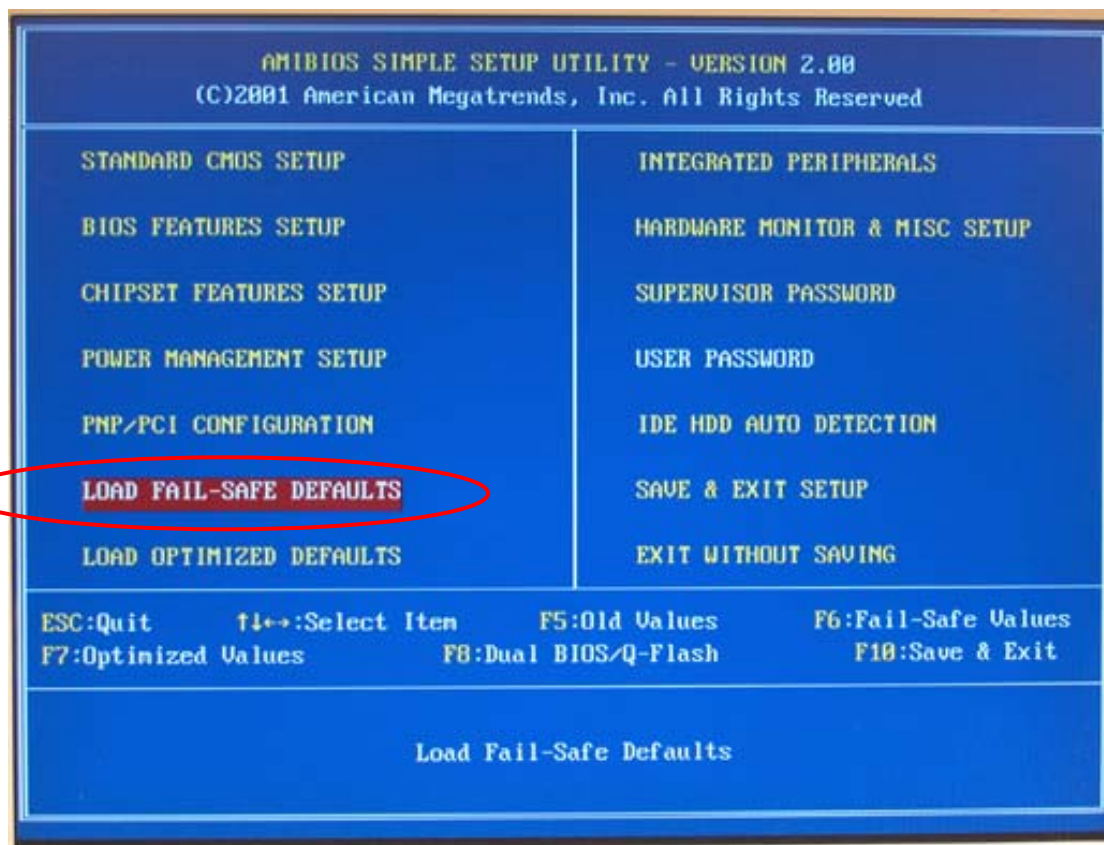 AMIBIOS SIMPLE SETUP UTILITY - VERSION 2.00
(C)2001 American Megatrends, Inc. All Rights Reserved
STANDARD CMOS SETUP
BIOS FEATURES SETUP
CHIPSET FEATURES SETUP
POWER MANAGEMENT SETUP
PNP/PCI CONFIGURATION
LOAD FAIL-SAFE DEFAULTS
LOAD OPTIMIZED DEFAULTS
INTEGRATED PERIPHERALS
HARDWARE MONITOR & MISC SETUP
SUPERVISOR PASSWORD
USER PASSWORD
IDE HDD AUTO DETECTION
SAVE & EXIT SETUP
EXIT WITHOUT SAVING
ESC:Quit ↑↓↔:Select Item F5:Old Values F6:Fail-Safe Values
F7:Optimized Values F8:Dual BIOS/Q-Flash F10:Save & Exit
Load Fail-Safe Defaults